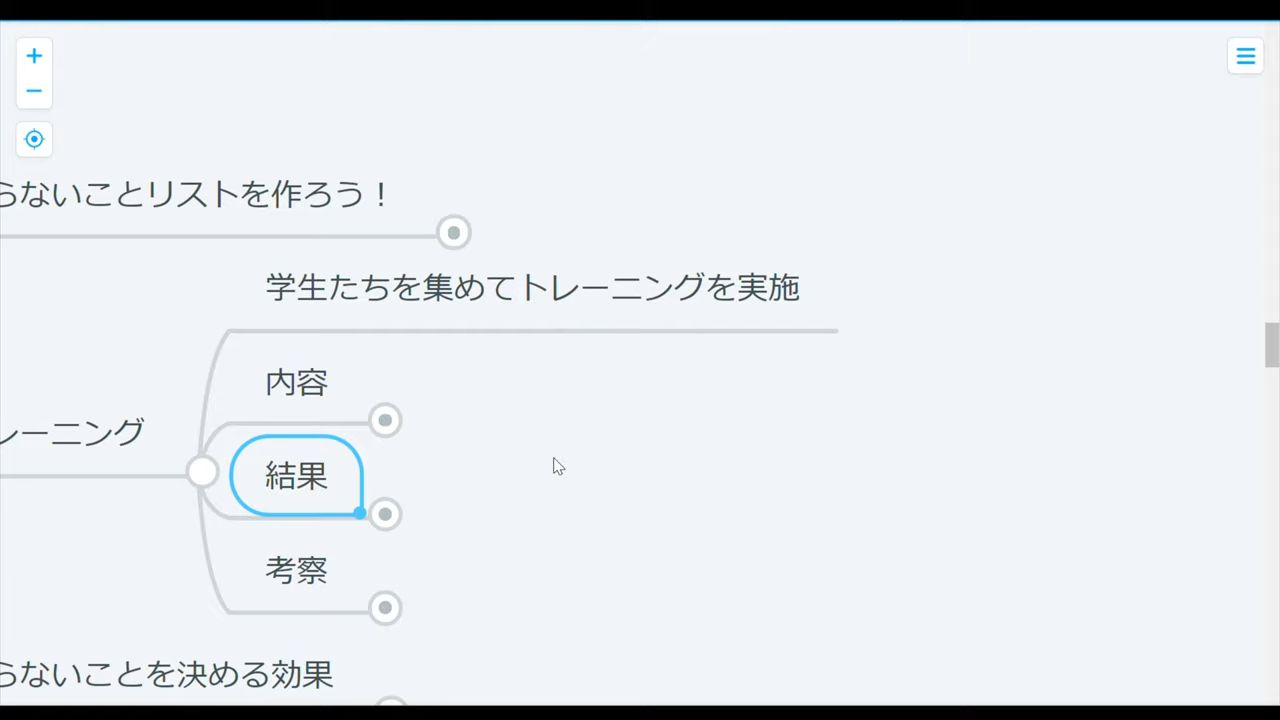 らないことリストを作ろう！
学生たちを集めてトレーニングを実施
内容
レーニング
結果
考察
らないことを決める効果